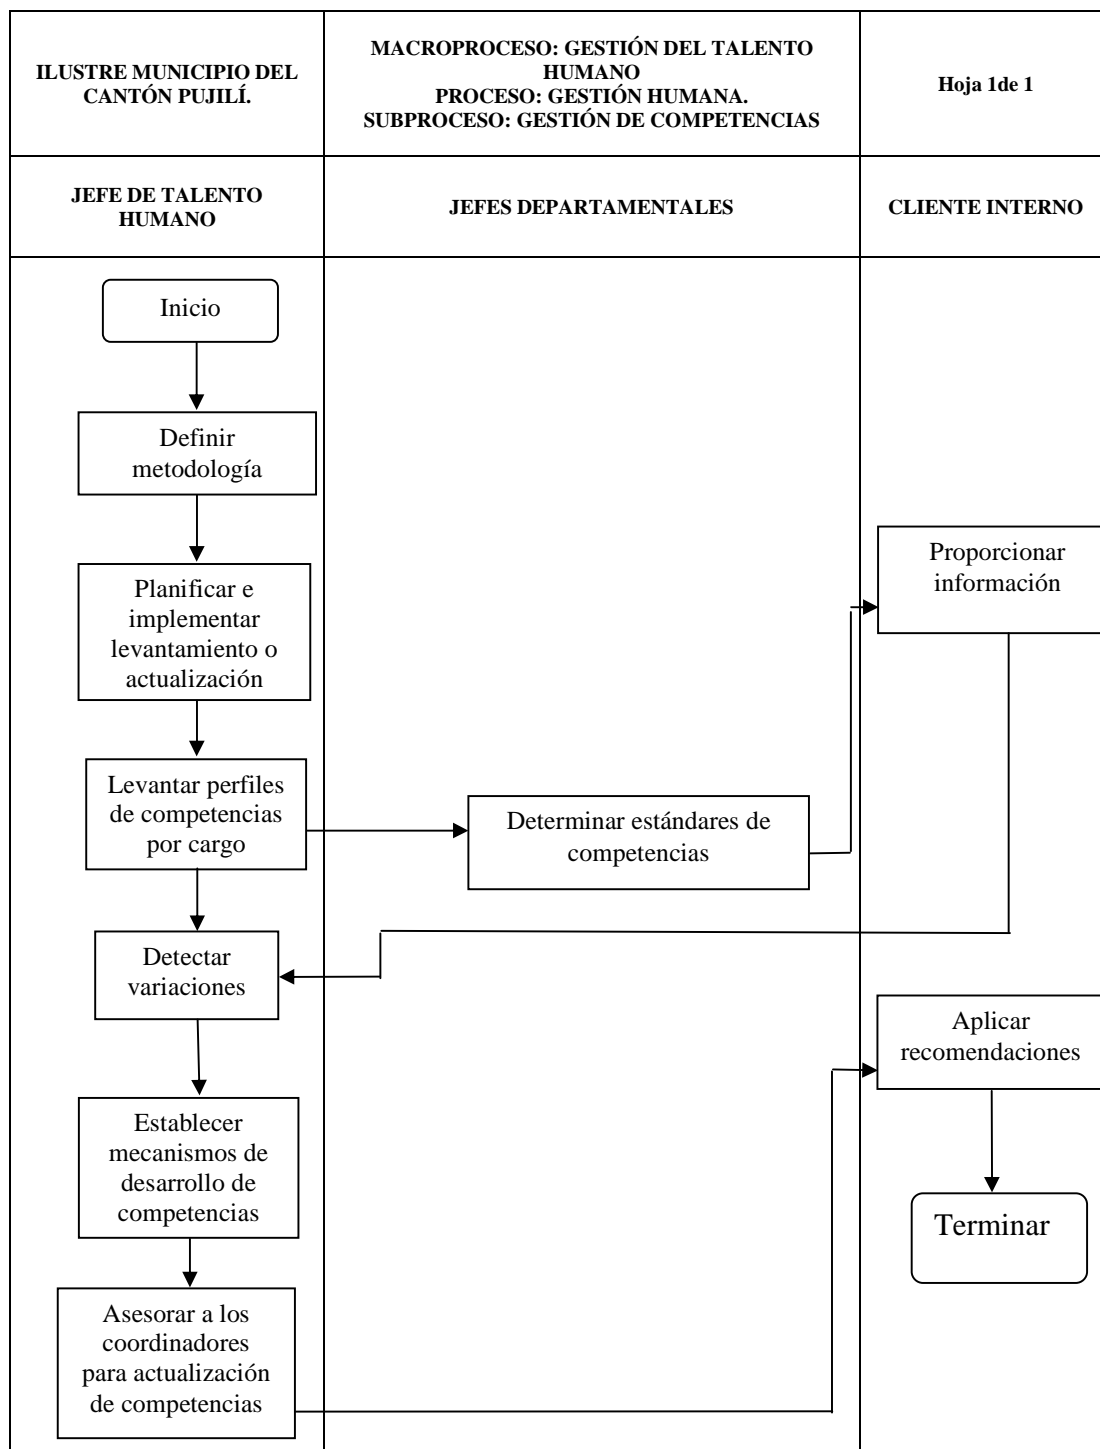 ILUSTRE MUNICIPIO DEL
CANTÓN PUJILÍ.
MACROPROCESO: GESTIÓN DEL TALENTO
HUMANO
PROCESO: GESTIÓN HUMANA.
SUBPROCESO: GESTIÓN DE COMPETENCIAS
Hoja 1de 1
JEFE DE TALENTO
HUMANO
JEFES DEPARTAMENTALES
CLIENTE INTERNO
Inicio
Definir
metodología
Planificar e
implementar
levantamiento o
actualización
Levantar perfiles
de competencias
por cargo
Determinar estándares de
competencias
Proporcionar
información
Detectar
variaciones
Establecer
mecanismos de
desarrollo de
competencias
Asesorar a los
coordinadores
para actualización
de competencias
Aplicar
recomendaciones
Terminar